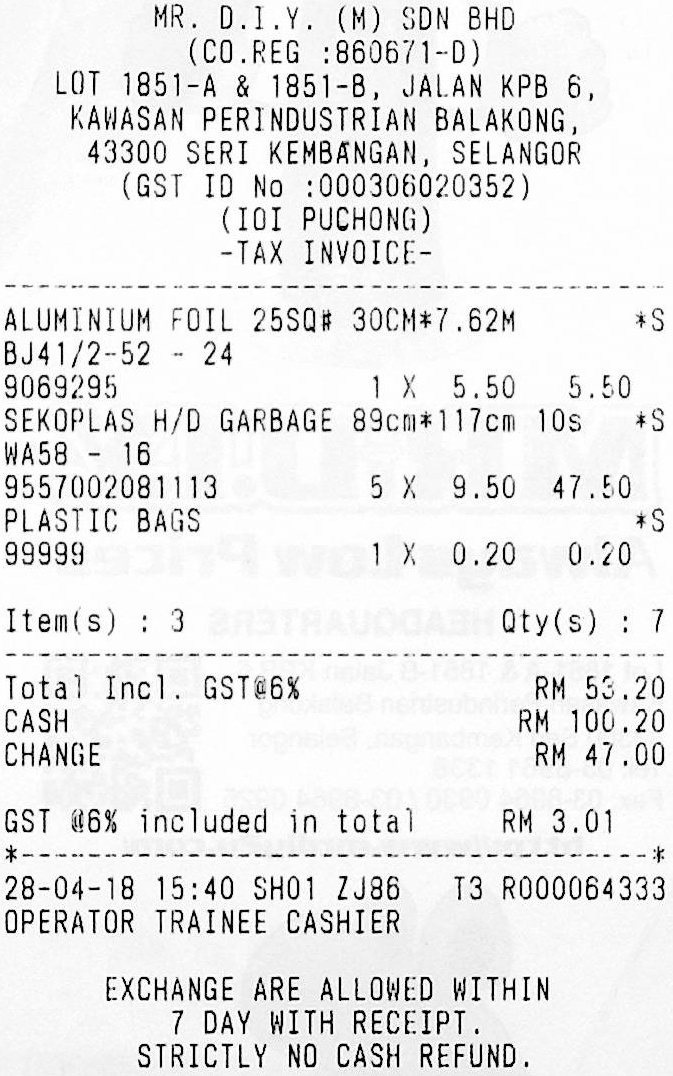 MR. D.I.Y. (M) SDN BHD
(CO.REG :860671-D)
LOT 1851-A & 1851-B, JALAN KPB 6,
KAWASAN PERINDUSTRIAN BALAKONG,
43300 SERI KEMBANGAN, SELANGOR
(GST ID No :000306020352)
(IOI PUCHONG)
-TAX INVOICE-
ALUMINIUM FOIL 25SQ# 30CM*7.62M *S
BJ41/2-52 - 24
9069295 1 X 5.50 5.50
SEKOPLAS H/D GARBAGE 89cm*117cm 10s *S
WA58 - 16
9557002081113 5 X 9.50 47.50
PLASTIC BAGS *S
99999 1 X 0.20 0.20
Item(s) : 3 Qty(s) : 7
Total Incl. GST@6% RM 53.20
CASH RM 100.20
CHANGE RM 47.00
GST @6% included in total RM 3.01
*--------------------------------------*
28-04-18 15:40 SH01 ZJ86 T3 R000064333
OPERATOR TRAINEE CASHIER
EXCHANGE ARE ALLOWED WITHIN
7 DAY WITH RECEIPT.
STRICTLY NO CASH REFUND.